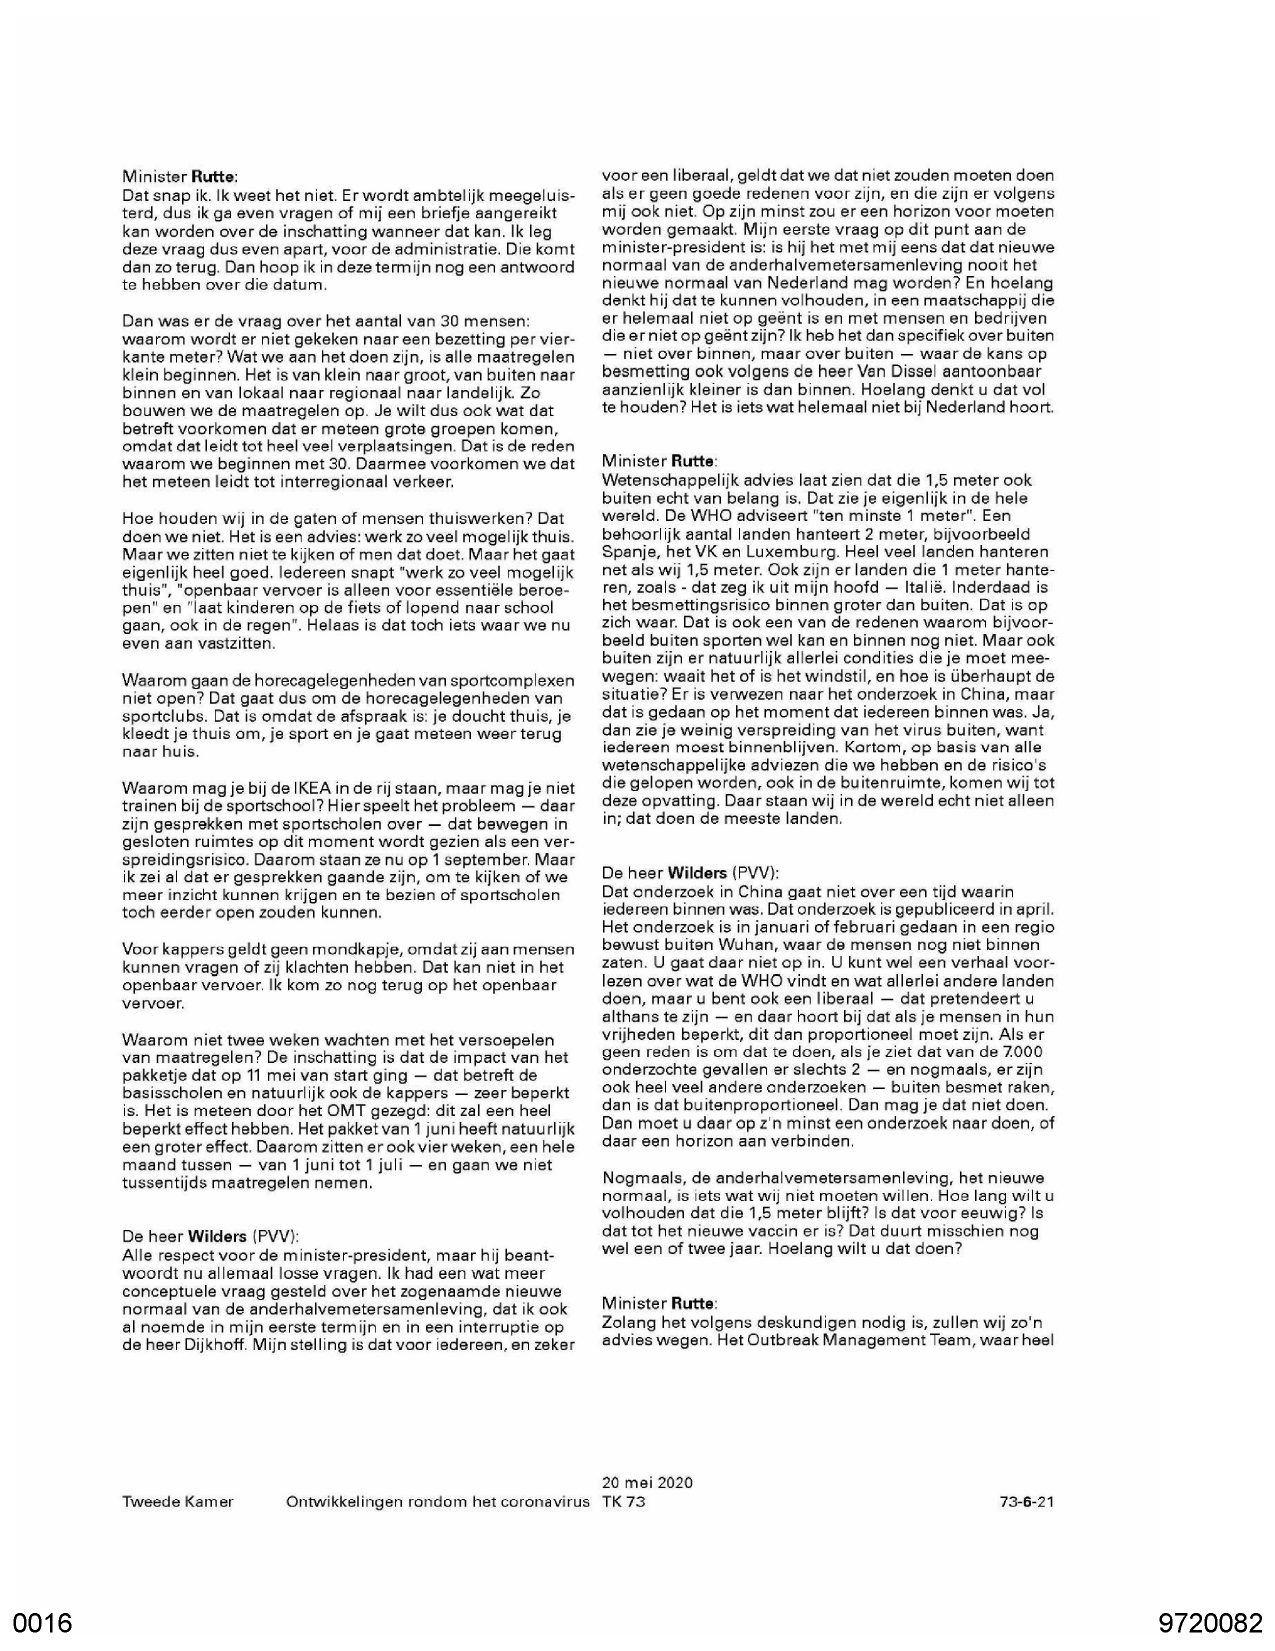 Minister Rutte:
Dat snap ik. Ik weet het niet. Er wordt ambtelijk meegeluis-
terd, dus ik ga even vragen of mij een briefje aangereikt
kan worden over de inschatting wanneer dat kan. Ik leg
deze vraag dus even apart, voor de administratie. Die komt
dan zo terug. Dan hoop ik in deze termijn nog een antwoord
te hebben over die datum.
Dan was er de vraag over het aantal van 30 mensen:
waarom wordt er niet gekeken naar een bezetting per vier-
kante meter? Wat we aan het doen zijn, is alle maatregelen
klein beginnen. Het is van klein naar groot, van buiten naar
binnen en van lokaal naar regionaal naar landelijk. Zo
bouwen we de maatregelen op. Je wilt dus ook wat dat
betreft voorkomen dat er meteen grote groepen komen,
omdat dat leidt tot heel veel verplaatsingen. Dat is de reden
waarom we beginnen met 30. Daarmee voorkomen we dat
het meteen leidt tot interregionaal verkeer.
Hoe houden wij in de gaten of mensen thuiswerken? Dat
doen we niet. Het is een advies: werk zo veel mogelijk thuis.
Maar we zitten niet te kijken of men dat doet. Maar het gaat
eigenlijk heel goed. Iedereen snapt "werk zo veel mogelijk
thuis", "openbaar vervoer is alleen voor essentiële beroe-
pen" en "laat kinderen op de fiets of lopend naar school
gaan, ook in de regen". Helaas is dat toch iets waar we nu
even aan vastzitten.
Waarom gaan de horecagelegenheden van sportcomplexen
niet open? Dat gaat dus om de horecagelegenheden van
sportclubs. Dat is omdat de afspraak is: je doucht thuis, je
kleedt je thuis om, je sport en je gaat meteen weer terug
naar huis.
Waarom mag je bij de IKEA in de rij staan, maar mag je niet
trainen bij de sportschool? Hier speelt het probleem — daar
zijn gesprekken met sportscholen over — dat bewegen in
gesloten ruimtes op dit moment wordt gezien als een ver-
spreidingsrisico. Daarom staan ze nu op 1 september. Maar
ik zei al dat er gesprekken gaande zijn, om te kijken of we
meer inzicht kunnen krijgen en te bezien of sportscholen
toch eerder open zouden kunnen.
Voor kappers geldt geen mondkapje, omdat zij aan mensen
kunnen vragen of zij klachten hebben. Dat kan niet in het
openbaar vervoer. Ik kom zo nog terug op het openbaar
vervoer.
Waarom niet twee weken wachten met het versoepelen
van maatregelen? De inschatting is dat de impact van het
pakketje dat op 11 mei van start ging — dat betreft de
basisscholen en natuurlijk ook de kappers — zeer beperkt
is. Het is meteen door het OMT gezegd: dit zal een heel
beperkt effect hebben. Het pakket van 1 juni heeft natuurlijk
een groter effect. Daarom zitten er ook vier weken, een hele
maand tussen — van 1 juni tot 1 juli — en gaan we niet
tussentijds maatregelen nemen.
De heer Wilders (PVV):
Alle respect voor de minister-president, maar hij beant-
woordt nu allemaal losse vragen. Ik had een wat meer
conceptuele vraag gesteld over het zogenaamde nieuwe
normaal van de anderhalvemetersamenleving, dat ik ook
al noemde in mijn eerste termijn en in een interruptie op
de heer Dijkhoff. Mijn stelling is dat voor iedereen, en zeker
voor een liberaal, geldt dat we dat niet zouden moeten doen
als er geen goede redenen voor zijn, en die zijn er volgens
mij ook niet. Op zijn minst zou er een horizon voor moeten
worden gemaakt. Mijn eerste vraag op dit punt aan de
minister-president is: is hij het met mij eens dat dat nieuwe
normaal van de anderhalvemetersamenleving nooit het
nieuwe normaal van Nederland mag worden? En hoelang
denkt hij dat te kunnen volhouden, in een maatschappij die
er helemaal niet op geënt is en met mensen en bedrijven
die er niet op geënt zijn? Ik heb het dan specifiek over buiten
— niet over binnen, maar over buiten — waar de kans op
besmetting ook volgens de heer Van Dissel aantoonbaar
aanzienlijk kleiner is dan binnen. Hoelang denkt u dat vol
te houden? Het is iets wat helemaal niet bij Nederland hoort.
Minister Rutte:
Wetenschappelijk advies laat zien dat die 1,5 meter ook
buiten echt van belang is. Dat zie je eigenlijk in de hele
wereld. De WHO adviseert "ten minste 1 meter". Een
behoorlijk aantal landen hanteert 2 meter, bijvoorbeeld
Spanje, het VK en Luxemburg. Heel veel landen hanteren
net als wij 1,5 meter. Ook zijn er landen die 1 meter hante-
ren, zoals - dat zeg ik uit mijn hoofd — Italië. Inderdaad is
het besmettingsrisico binnen groter dan buiten. Dat is op
zich waar. Dat is ook een van de redenen waarom bijvoor-
beeld buiten sporten wel kan en binnen nog niet. Maar ook
buiten zijn er natuurlijk allerlei condities die je moet mee-
wegen: waait het of is het windstil, en hoe is überhaupt de
situatie? Er is verwezen naar het onderzoek in China, maar
dat is gedaan op het moment dat iedereen binnen was. Ja,
dan zie je weinig verspreiding van het virus buiten, want
iedereen moest binnenblijven. Kortom, op basis van alle
wetenschappelijke adviezen die we hebben en de risico's
die gelopen worden, ook in de buitenruimte, komen wij tot
deze opvatting. Daar staan wij in de wereld echt niet alleen
in; dat doen de meeste landen.
De heer Wilders (PVV):
Dat onderzoek in China gaat niet over een tijd waarin
iedereen binnen was. Dat onderzoek is gepubliceerd in april.
Het onderzoek is in januari of februari gedaan in een regio
bewust buiten Wuhan, waar de mensen nog niet binnen
zaten. U gaat daar niet op in. U kunt wel een verhaal voor-
lezen over wat de WHO vindt en wat allerlei andere landen
doen, maar u bent ook een liberaal — dat pretendeert u
althans te zijn — en daar hoort bij dat als je mensen in hun
vrijheden beperkt, dit dan proportioneel moet zijn. Als er
geen reden is om dat te doen, als je ziet dat van de 7.000
onderzochte gevallen er slechts 2 — en nogmaals, er zijn
ook heel veel andere onderzoeken — buiten besmet raken,
dan is dat buitenproportioneel. Dan mag je dat niet doen.
Dan moet u daar op z'n minst een onderzoek naar doen, of
daar een horizon aan verbinden.
Nogmaals, de anderhalvemetersamenleving, het nieuwe
normaal, is iets wat wij niet moeten willen. Hoe lang wilt u
volhouden dat die 1,5 meter blijft? Is dat voor eeuwig? Is
dat tot het nieuwe vaccin er is? Dat duurt misschien nog
wel een of twee jaar. Hoelang wilt u dat doen?
Minister Rutte:
Zolang het volgens deskundigen nodig is, zullen wij zo'n
advies wegen. Het Outbreak Management Team, waar heel
20 mei 2020
Tweede Kamer Ontwikkelingen rondom het coronavirus TK 73 73-6-21
0016 9720082